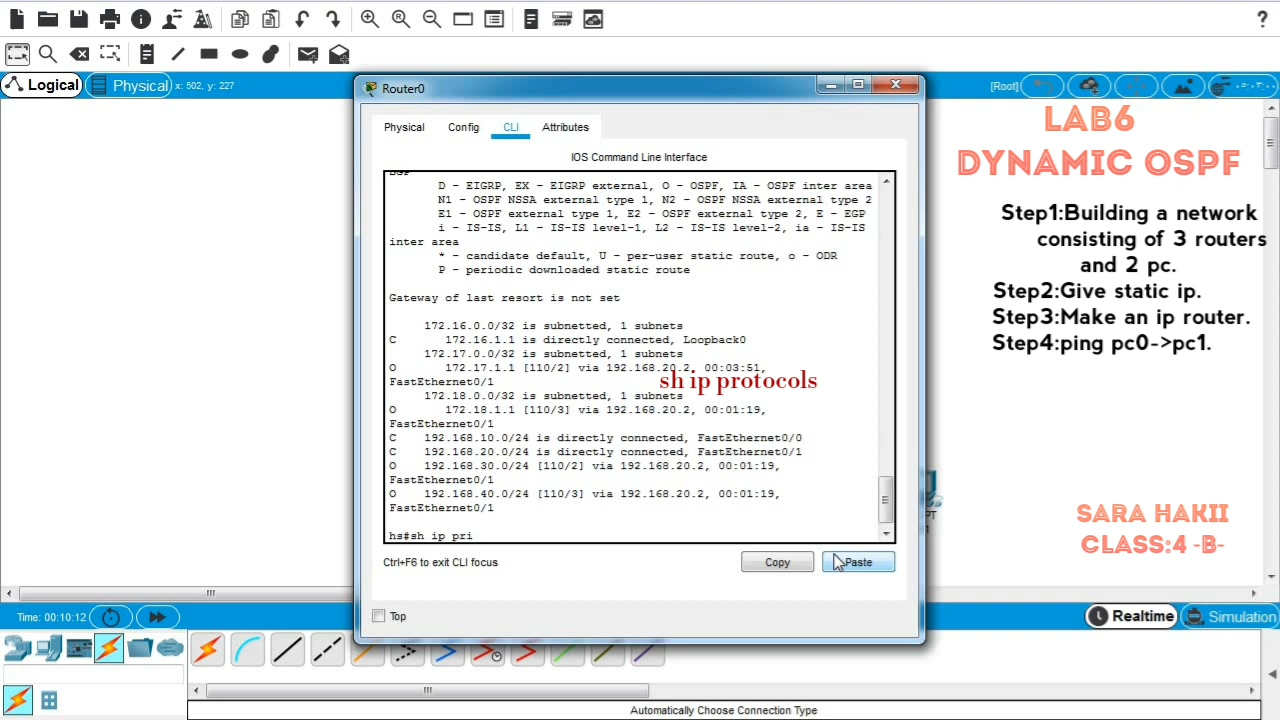 Logical
Physical
x: 502, y: 227
[Root]
Router0
Physical
Config
CLI
Attributes
IOS Command Line Interface
D - EIGRP, EX - EIGRP external, O - OSPF, IA - OSPF inter area
N1 - OSPF NSSA external type 1, N2 - OSPF NSSA external type 2
E1 - OSPF external type 1, E2 - OSPF external type 2, E - EGP
i - IS-IS, L1 - IS-IS level-1, L2 - IS-IS level-2, ia - IS-IS
inter area
* - candidate default, U - per-user static route, o - ODR
P - periodic downloaded static route
Gateway of last resort is not set
172.16.0.0/32 is subnetted, 1 subnets
C 172.16.1.1 is directly connected, Loopback0
172.17.0.0/32 is subnetted, 1 subnets
O 172.17.1.1 [110/2] via 192.168.20.2, 00:03:51,
FastEthernet0/1
sh ip protocols
172.18.0.0/32 is subnetted, 1 subnets
O 172.18.1.1 [110/3] via 192.168.20.2, 00:01:19,
FastEthernet0/1
C 192.168.10.0/24 is directly connected, FastEthernet0/0
C 192.168.20.0/24 is directly connected, FastEthernet0/1
O 192.168.30.0/24 [110/2] via 192.168.20.2, 00:01:19,
FastEthernet0/1
O 192.168.40.0/24 [110/3] via 192.168.20.2, 00:01:19,
FastEthernet0/1
hs#sh ip pri
Ctrl+F6 to exit CLI focus
Copy
Paste
Top
LAB6
DYNAMIC OSPF
Step1:Building a network
consisting of 3 routers
and 2 pc.
Step2:Give static ip.
Step3:Make an ip router.
Step4:ping pc0->pc1.
SARA HAKII
CLASS:4 -B-
Time: 00:10:12
Realtime
Simulation
Automatically Choose Connection Type